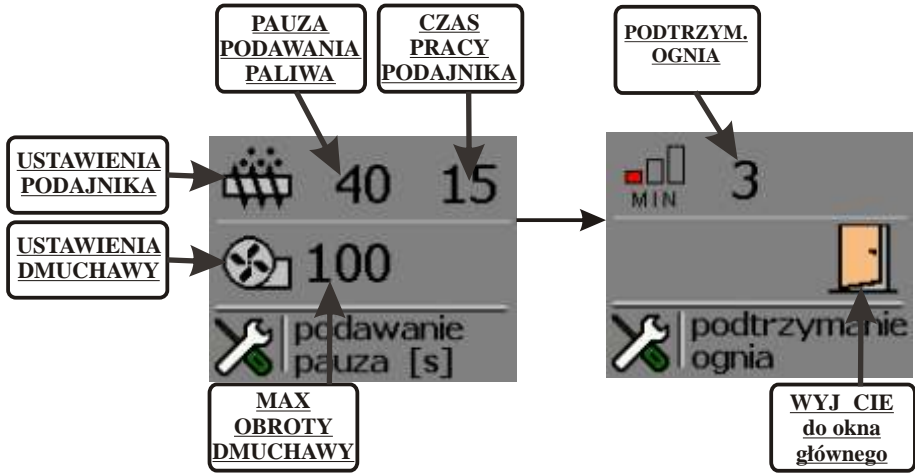 PAUZA
PODAWANIA
PALIWA
CZAS
PRACY
PODAJNIKA
PODTRZYM.
OGNIA
USTAWIENIA
PODAJNIKA
40 15
MIN 3
USTAWIENIA
DMUCHAWY
100
podawanie
pauza [s]
podtrzymanie
ognia
MAX
OBROTY
DMUCHAWY
WYJ CIE
do okna
głównego